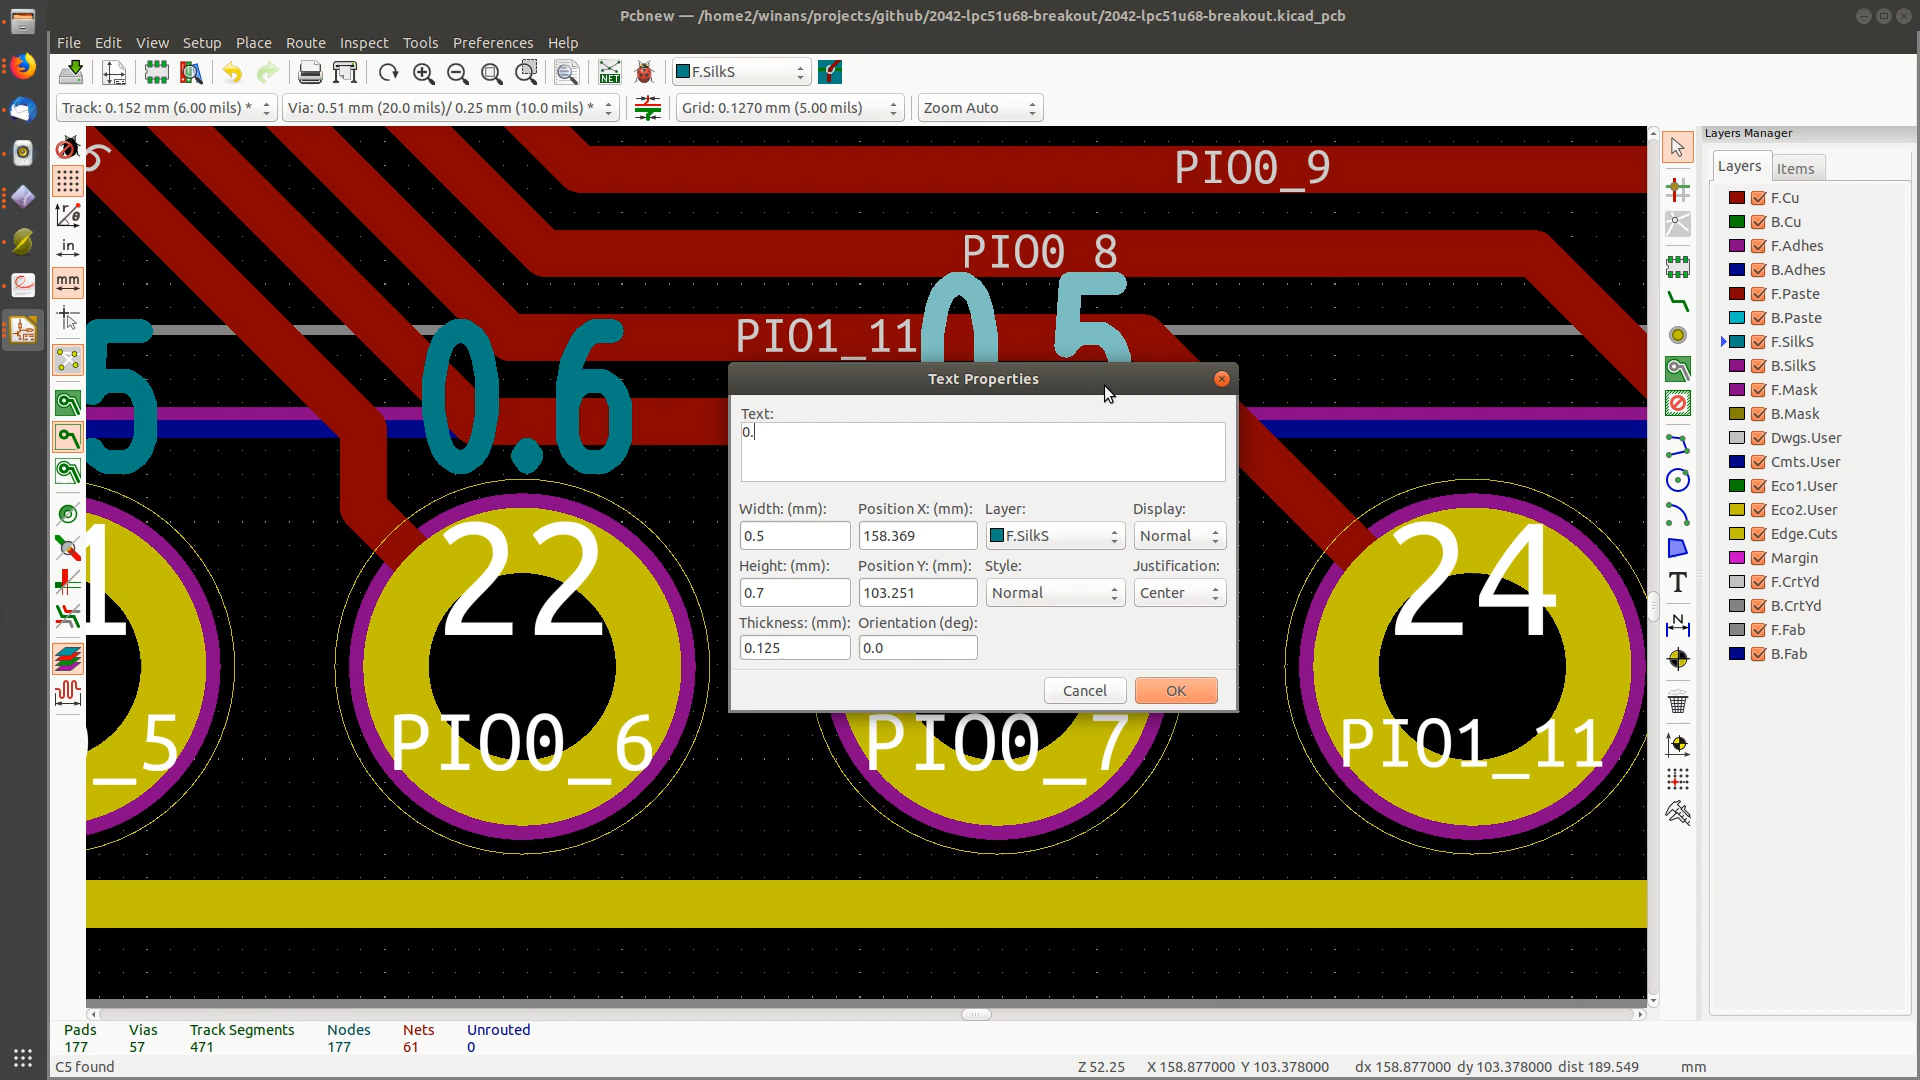 Pcbnew — /home2/winans/projects/github/2042-lpc51u68-breakout/2042-lpc51u68-breakout.kicad_pcb
File Edit View Setup Place Route Inspect Tools Preferences Help
NET
F.SilkS
Track: 0.152 mm (6.00 mils) *
Via: 0.51 mm (20.0 mils)/ 0.25 mm (10.0 mils) *
Grid: 0.1270 mm (5.00 mils)
Zoom Auto
in
mm
PIO0_9
PIO0_8
PIO1_11
0.5
5
0.6
22
24
_5
PIO0_6
PIO0_7
PIO1_11
Text Properties
Text:
0.
Width: (mm): Position X: (mm): Layer: Display:
0.5 158.369 F.SilkS Normal
Height: (mm): Position Y: (mm): Style: Justification:
0.7 103.251 Normal Center
Thickness: (mm): Orientation (deg):
0.125 0.0
Cancel OK
Layers Manager
Layers Items
F.Cu
B.Cu
F.Adhes
B.Adhes
F.Paste
B.Paste
F.SilkS
B.SilkS
F.Mask
B.Mask
Dwgs.User
Cmts.User
Eco1.User
Eco2.User
Edge.Cuts
Margin
F.CrtYd
B.CrtYd
F.Fab
B.Fab
Pads Vias Track Segments Nodes Nets Unrouted
177 57 471 177 61 0
C5 found Z 52.25 X 158.877000 Y 103.378000 dx 158.877000 dy 103.378000 dist 189.549 mm